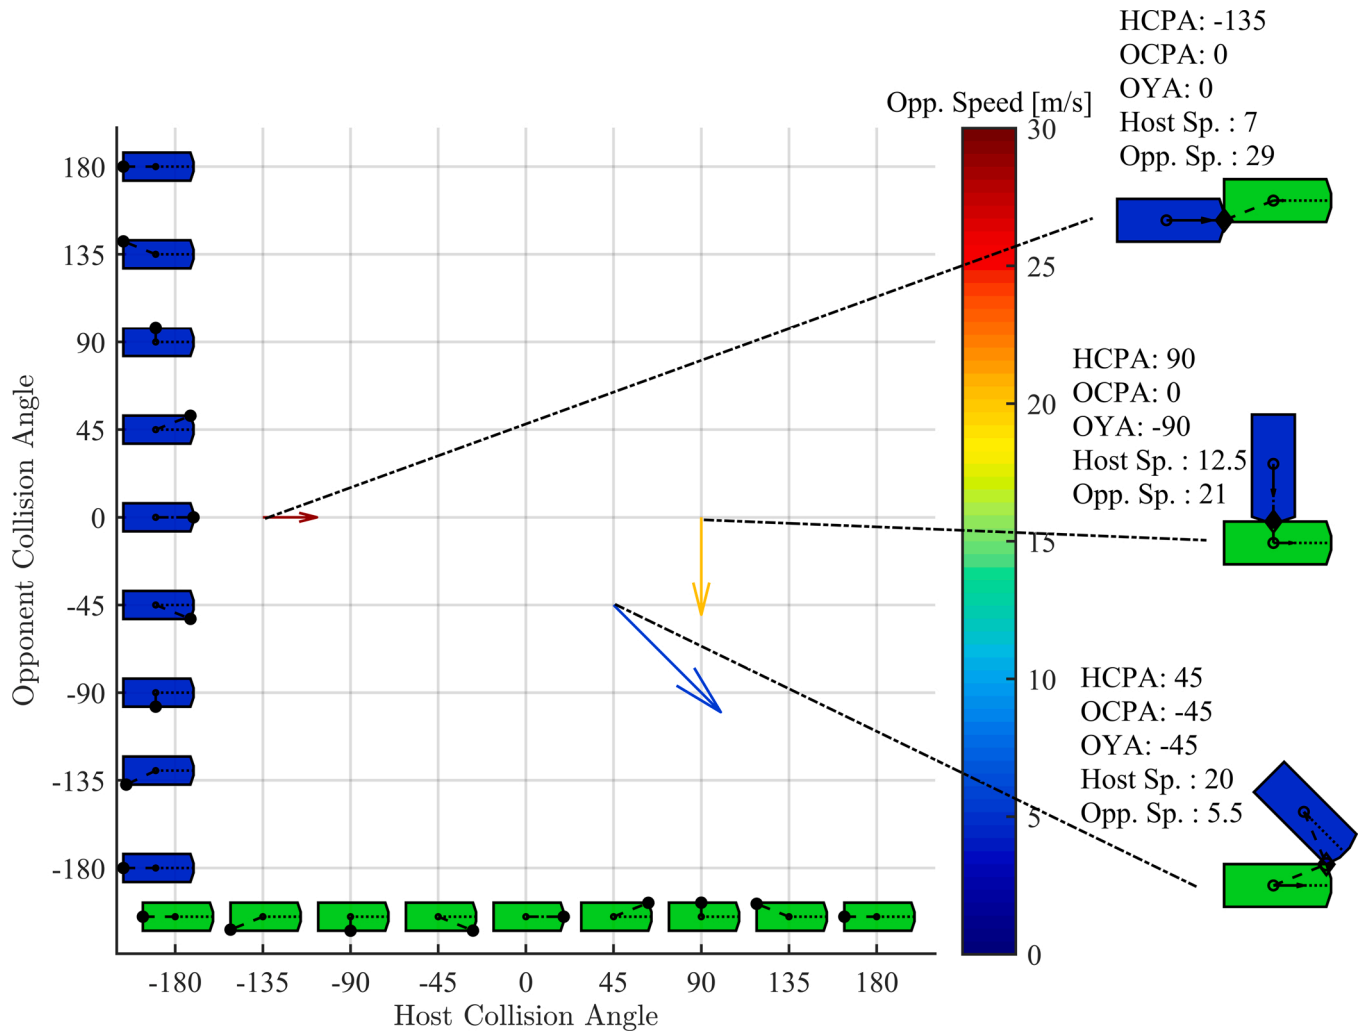 HCPA: -135
OCPA: 0
OYA: 0
Host Sp. : 7
Opp. Sp. : 29
Opp. Speed [m/s]
30
25
20
15
10
5
0
HCPA: 90
OCPA: 0
OYA: -90
Host Sp. : 12.5
Opp. Sp. : 21
HCPA: 45
OCPA: -45
OYA: -45
Host Sp. : 20
Opp. Sp. : 5.5
Opponent Collision Angle
180
135
90
45
0
-45
-90
-135
-180
-180 -135 -90 -45 0 45 90 135 180
Host Collision Angle